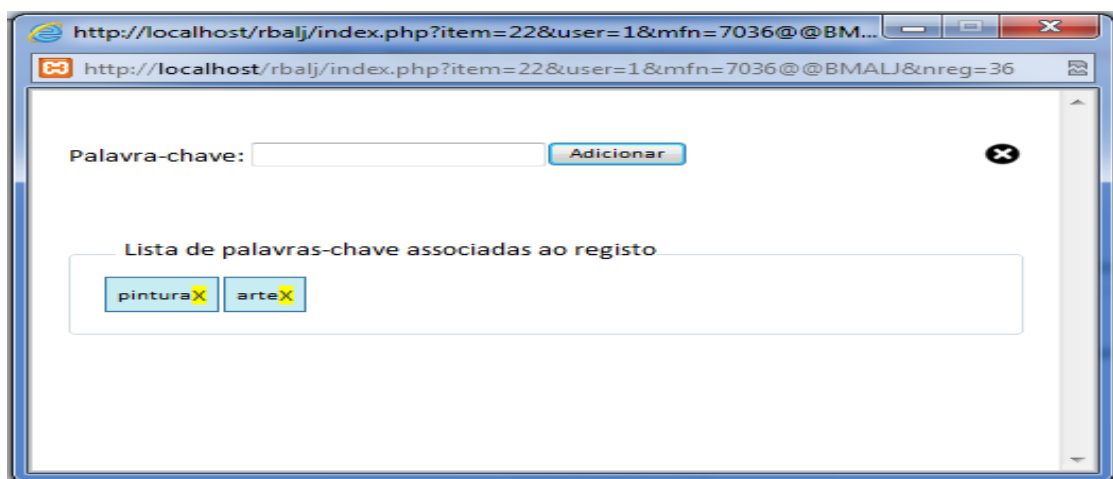 http://localhost/rbalj/index.php?item=22&user=1&mfn=7036@@BM...
http://localhost/rbalj/index.php?item=22&user=1&mfn=7036@@BMALJ&nreg=36
Palavra-chave: Adicionar
Lista de palavras-chave associadas ao registo
pinturaX arteX